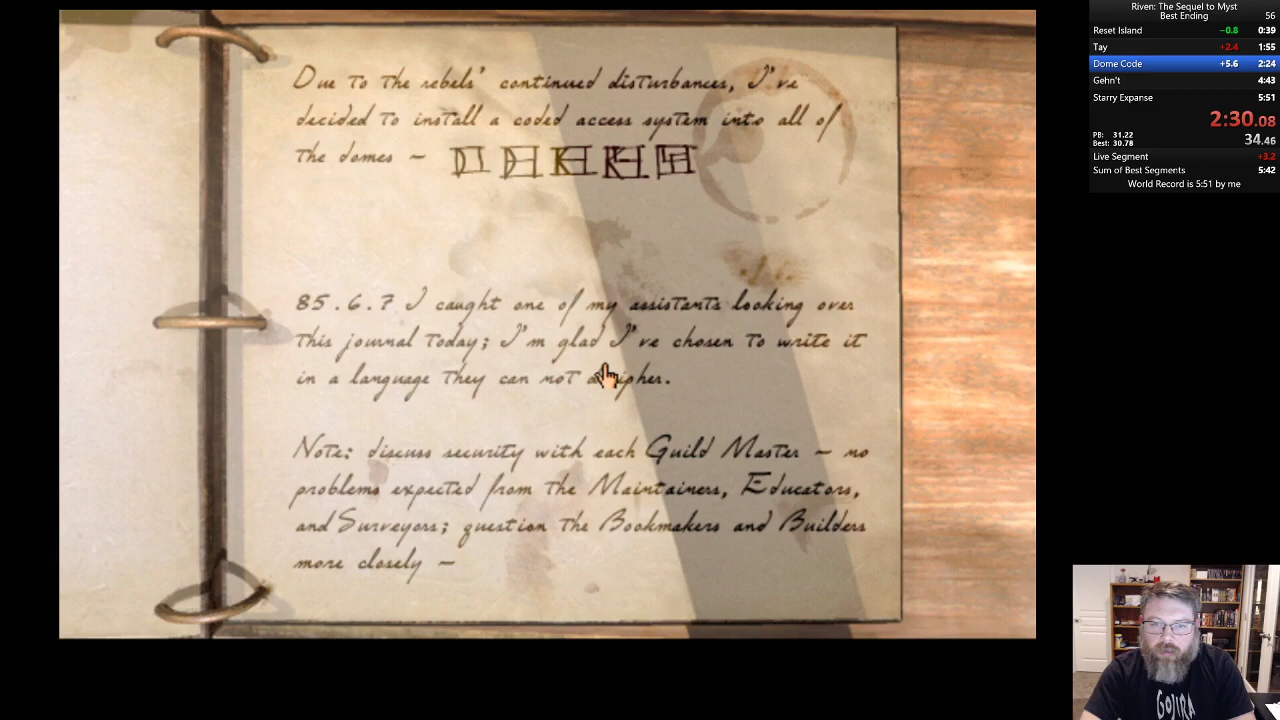 Due to the rebels' continued disturbances, I've
decided to install a coded access system into all of
the domes –
85.6.7 I caught one of my assistants looking over
this journal today; I'm glad I've chosen to write it
in a language they can not
Note: discuss security with each Guild Master – no
problems expected from the Maintainers, Educators,
and Surveyors; question the Bookmakers and Builders
more closely –
Riven: The Sequel to Myst
Best Ending 56
Reset Island −0.8 0:39
Tay +2.4 1:55
Dome Code +5.6 2:24
Gehn't 4:43
Starry Expanse 5:51
2:30.08
PB: 31.22 34.46
Best: 30.78
Live Segment +3.2
Sum of Best Segments 5:42
World Record is 5:51 by me
GOJIRA